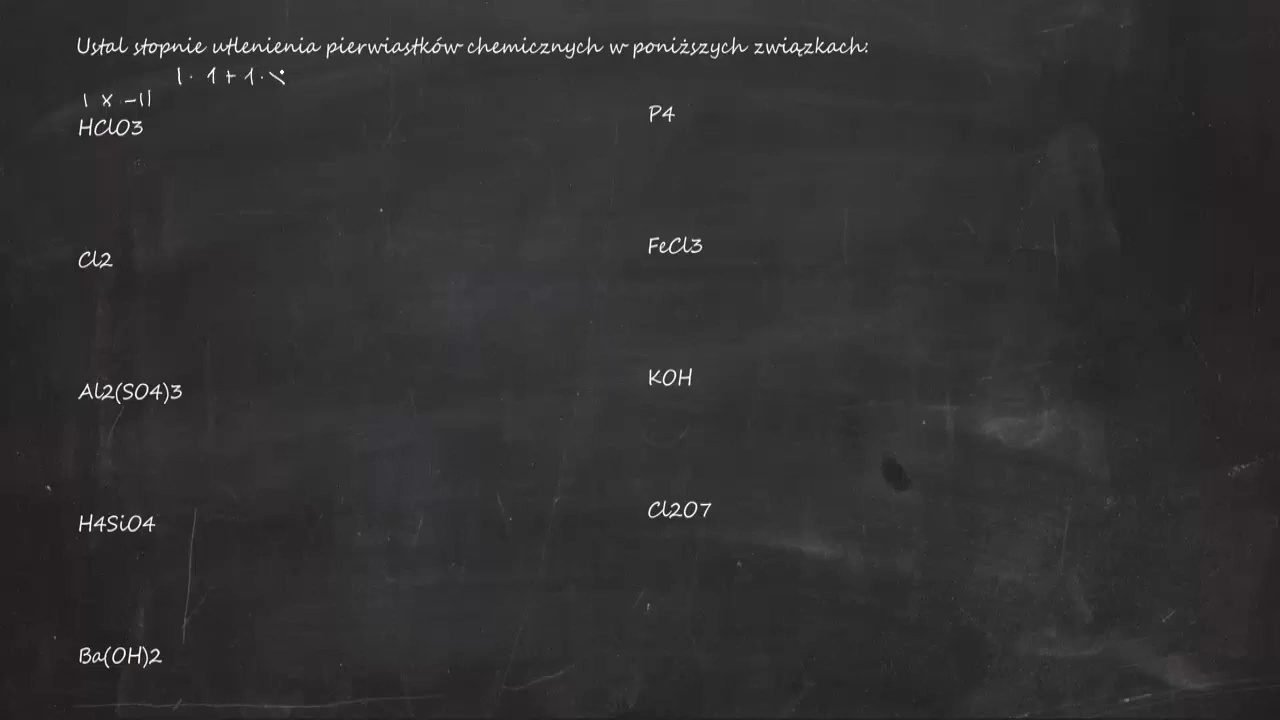 Ustal stopnie utlenienia pierwiastków chemicznych w poniższych związkach:
1 · 1 + 1 ·
I x -II
HClO3
P4
Cl2
FeCl3
Al2(SO4)3
KOH
H4SiO4
Cl2O7
Ba(OH)2